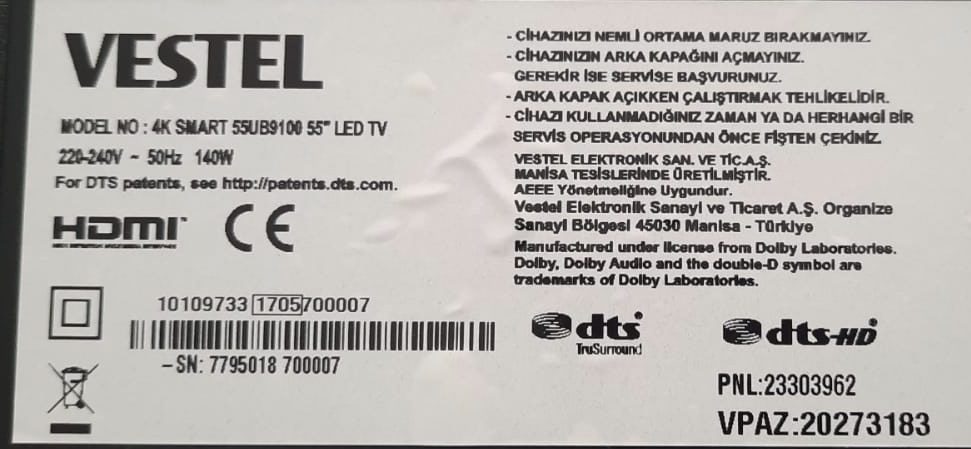 VESTEL
MODEL NO : 4K SMART 55UB9100 55" LED TV
220-240V ~ 50Hz 140W
For DTS patents, see http://patents.dts.com.
HDMI
CE
10109733 1705 700007
-SN: 7795018 700007
- CİHAZINIZI NEMLİ ORTAMA MARUZ BIRAKMAYINIZ.
- CİHAZINIZIN ARKA KAPAĞINI AÇMAYINIZ.
GEREKİR İSE SERVİSE BAŞVURUNUZ.
- ARKA KAPAK AÇIKKEN ÇALIŞTIRMAK TEHLİKELİDİR.
- CİHAZI KULLANMADIĞINIZ ZAMAN YA DA HERHANGİ BİR
SERVİS OPERASYONUNDAN ÖNCE FİŞTEN ÇEKİNİZ.
VESTEL ELEKTRONİK SAN. VE TİC.A.Ş.
MANİSA TESİSLERİNDE ÜRETİLMİŞTİR.
AEEE Yönetmeliğine Uygundur.
Vestel Elektronik Sanayi ve Ticaret A.Ş. Organize
Sanayi Bölgesi 45030 Manisa - Türkiye
Manufactured under license from Dolby Laboratories.
Dolby, Dolby Audio and the double-D symbol are
trademarks of Dolby Laboratories.
dts
TruSurround
dts-HD
PNL:23303962
VPAZ:20273183